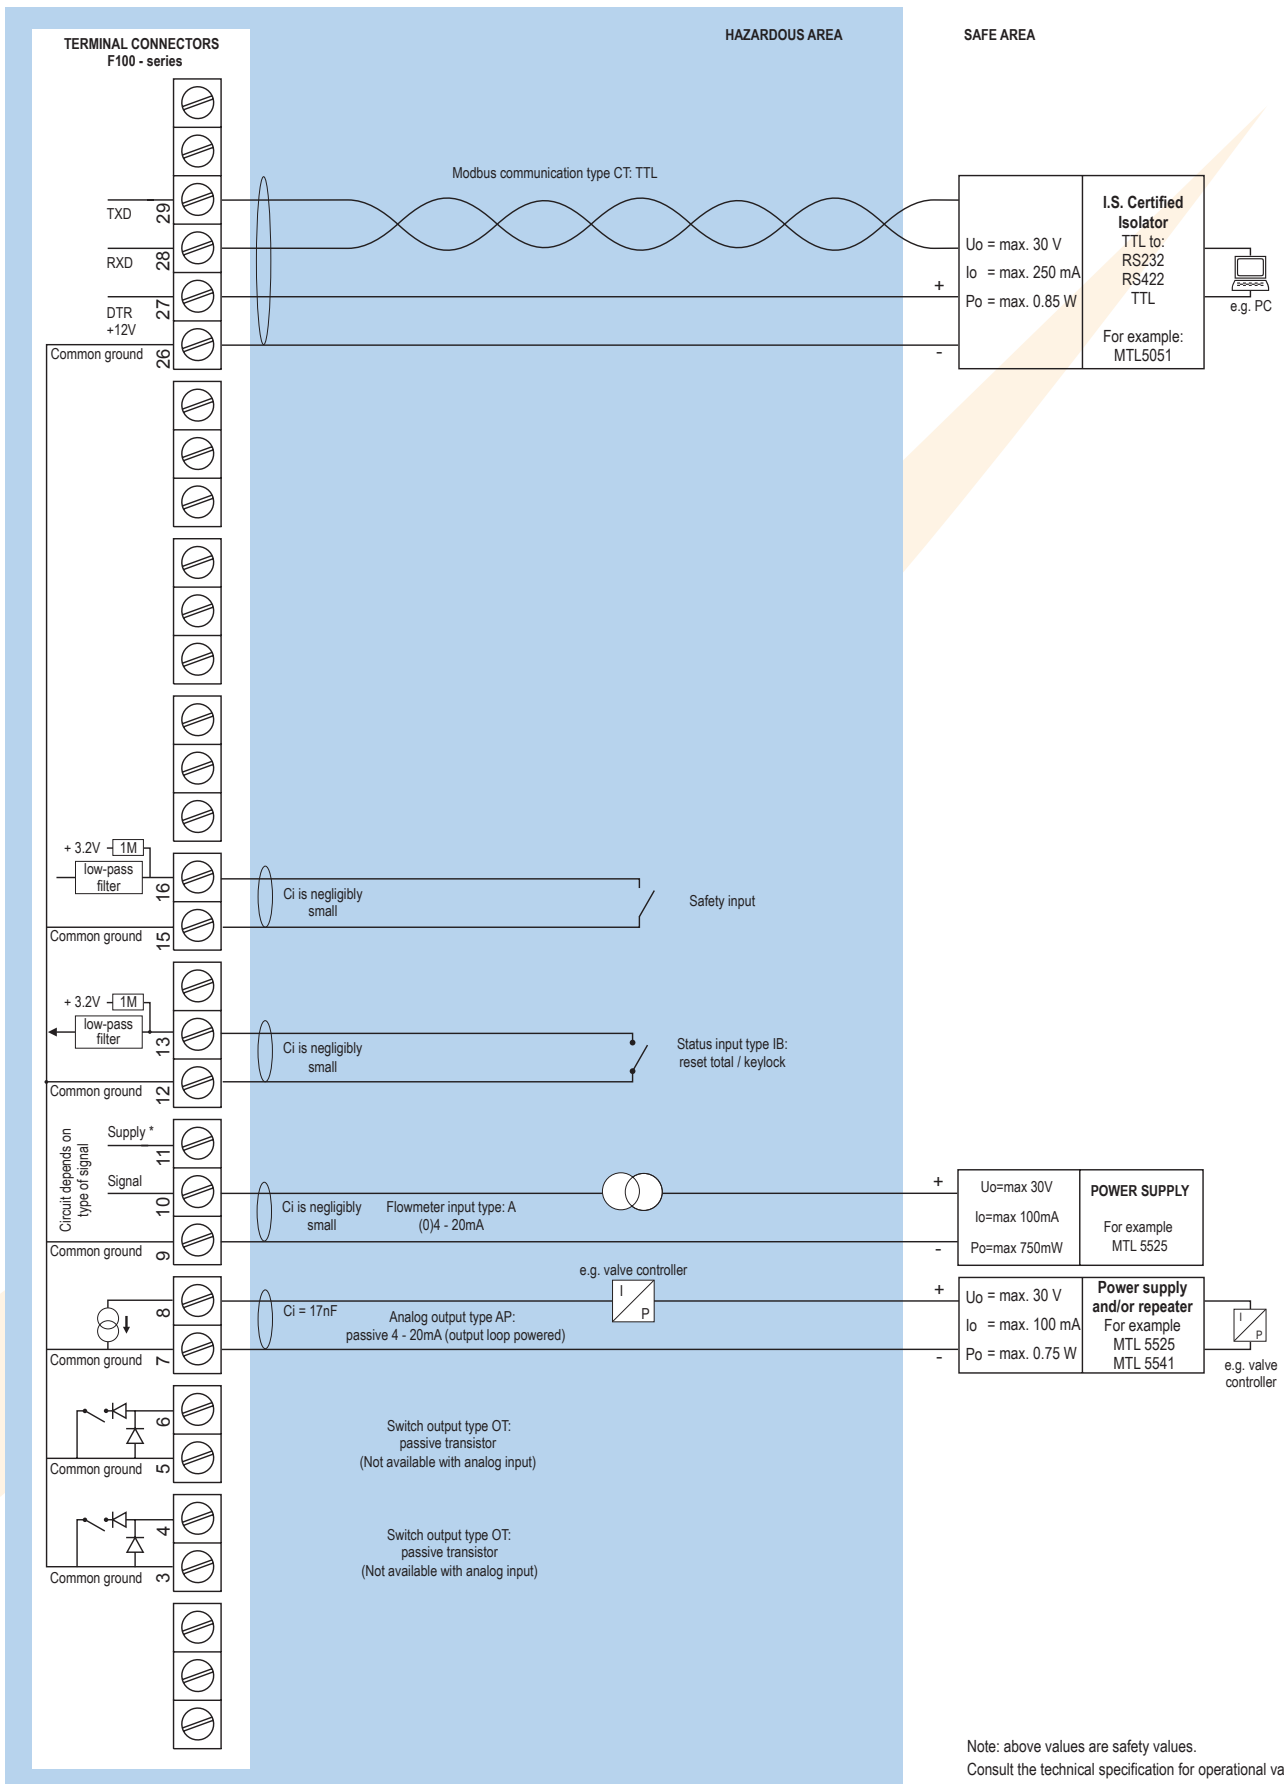 TERMINAL CONNECTORS
F100 - series
HAZARDOUS AREA
SAFE AREA
Modbus communication type CT: TTL
TXD
29
RXD
28
DTR
+12V
27
Common ground
26
Uo = max. 30 V
Io = max. 250 mA
Po = max. 0.85 W
+
-
I.S. Certified
Isolator
TTL to:
RS232
RS422
TTL
For example:
MTL5051
e.g. PC
+ 3.2V
1M
low-pass
filter
16
Common ground
15
Ci is negligibly
small
Safety input
+ 3.2V
1M
low-pass
filter
13
Common ground
12
Ci is negligibly
small
Status input type IB:
reset total / keylock
Circuit depends on
type of signal
Supply *
11
Signal
10
Common ground
9
Ci is negligibly
small
Flowmeter input type: A
(0)4 - 20mA
+
-
Uo=max 30V
Io=max 100mA
Po=max 750mW
POWER SUPPLY
For example
MTL 5525
8
Common ground
7
Ci = 17nF
e.g. valve controller
I
P
Analog output type AP:
passive 4 - 20mA (output loop powered)
+
-
Uo = max. 30 V
Io = max. 100 mA
Po = max. 0.75 W
Power supply
and/or repeater
For example
MTL 5525
MTL 5541
I
P
e.g. valve
controller
6
Common ground
5
Switch output type OT:
passive transistor
(Not available with analog input)
4
Common ground
3
Switch output type OT:
passive transistor
(Not available with analog input)
Note: above values are safety values.
Consult the technical specification for operational va